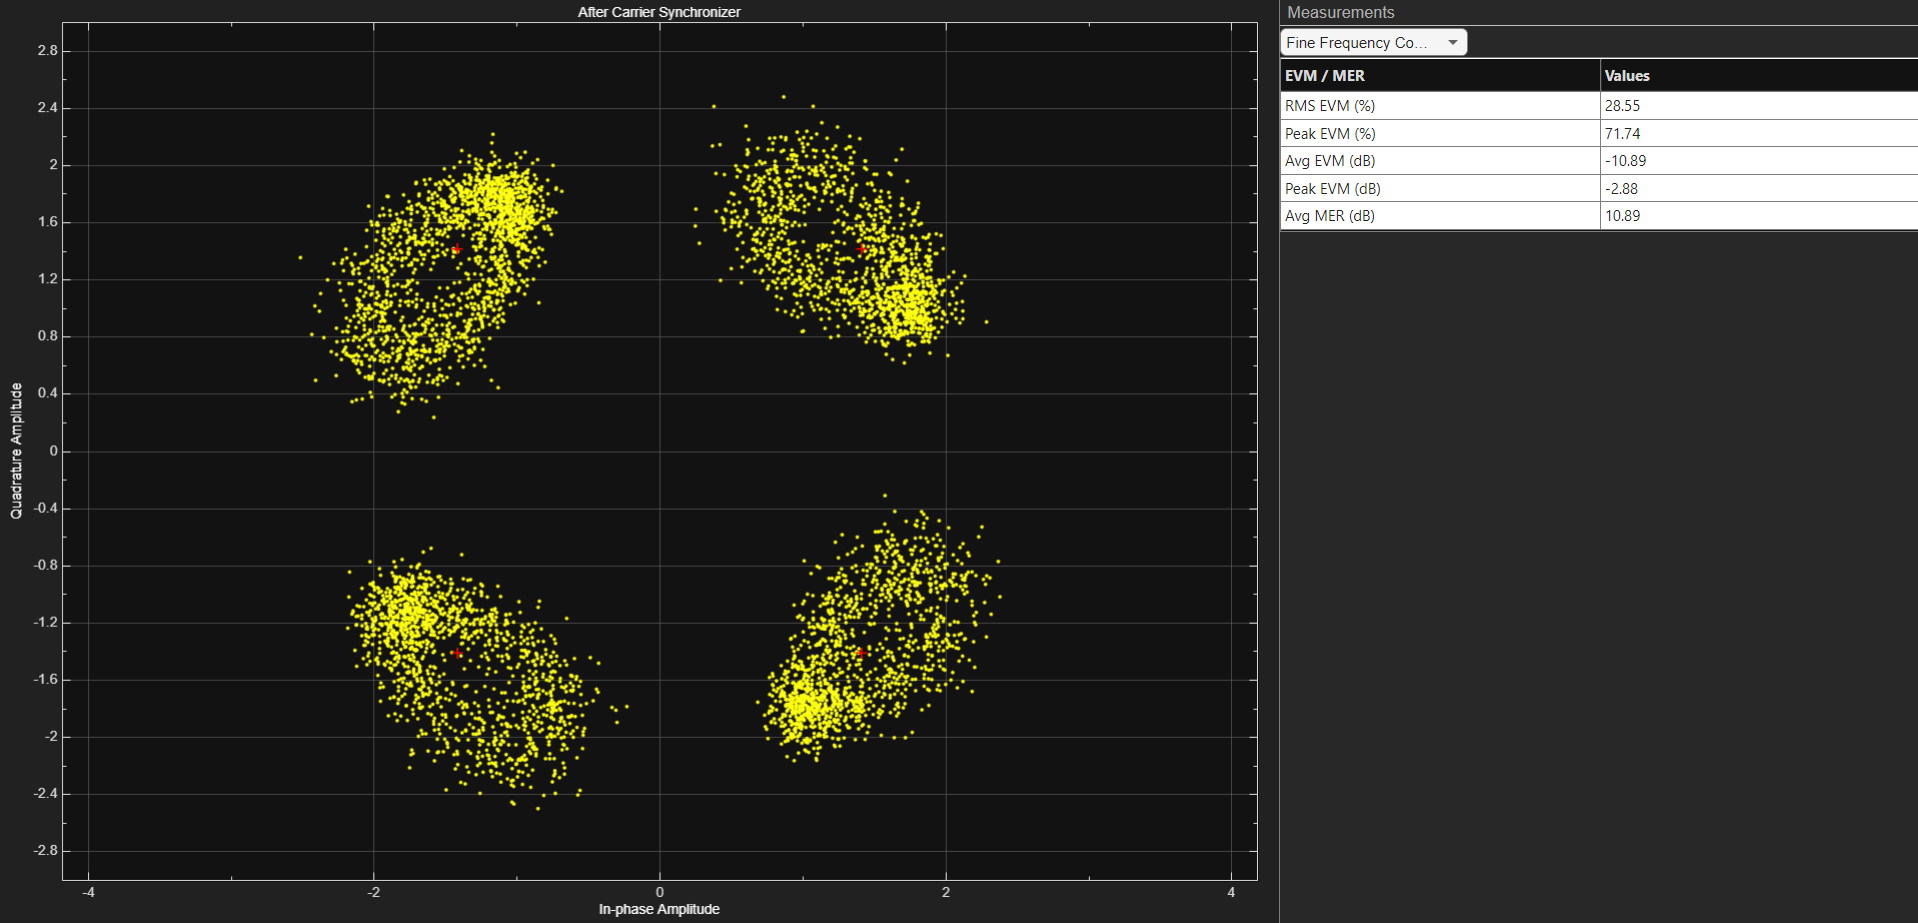 After Carrier Synchronizer
2.8
2.4
2
1.6
1.2
0.8
0.4
0
-0.4
-0.8
-1.2
-1.6
-2
-2.4
-2.8
Quadrature Amplitude
-4
-2
0
2
4
In-phase Amplitude
Measurements
Fine Frequency Co...
EVM / MER Values
RMS EVM (%) 28.55
Peak EVM (%) 71.74
Avg EVM (dB) -10.89
Peak EVM (dB) -2.88
Avg MER (dB) 10.89